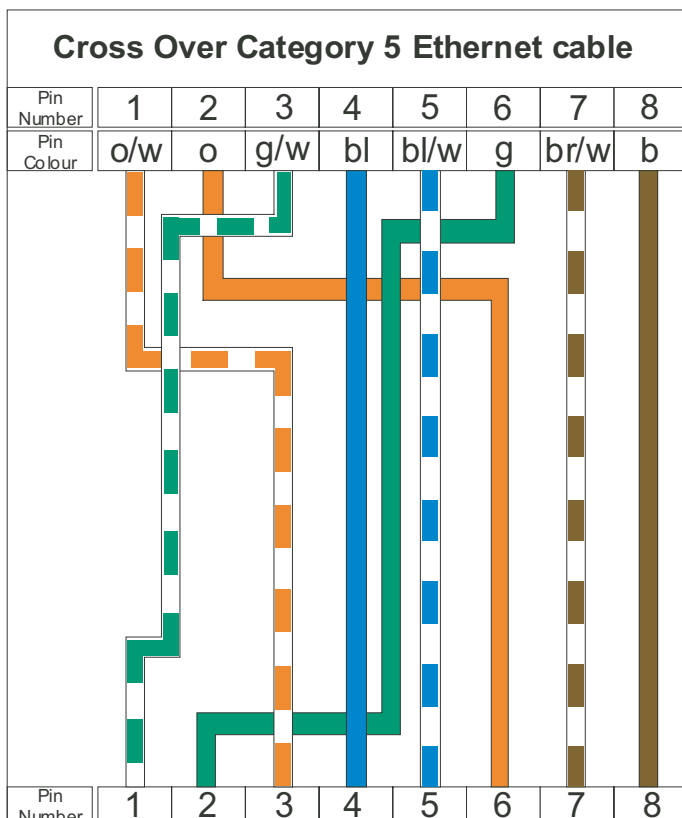 Cross Over Category 5 Ethernet cable
Pin Number 1 2 3 4 5 6 7 8
Pin Colour o/w o g/w bl bl/w g br/w b
Pin Number 1 2 3 4 5 6 7 8